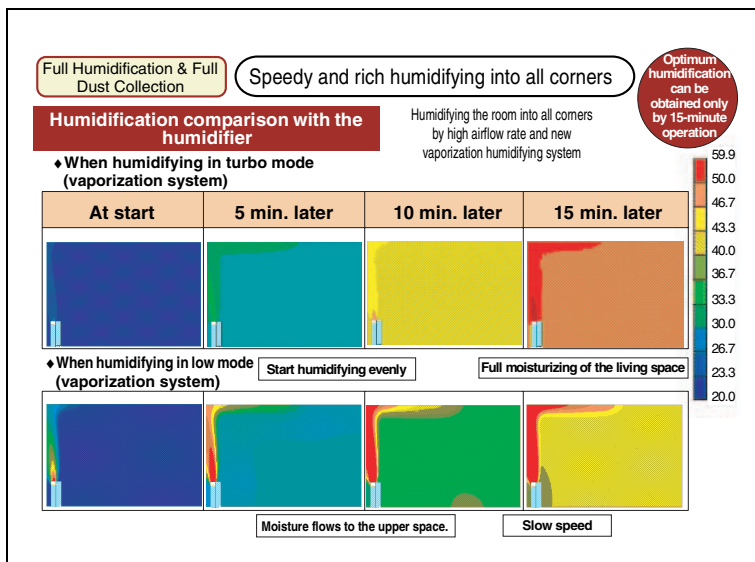 Full Humidification & Full
Dust Collection
Speedy and rich humidifying into all corners
Optimum
humidification
can be
obtained only
by 15-minute
operation
Humidification comparison with the
humidifier
Humidifying the room into all corners
by high airflow rate and new
vaporization humidifying system
♦When humidifying in turbo mode
(vaporization system)
At start
5 min. later
10 min. later
15 min. later
59.9
50.0
46.7
43.3
40.0
36.7
33.3
30.0
26.7
23.3
20.0
♦When humidifying in low mode
(vaporization system)
Start humidifying evenly
Full moisturizing of the living space
Moisture flows to the upper space.
Slow speed